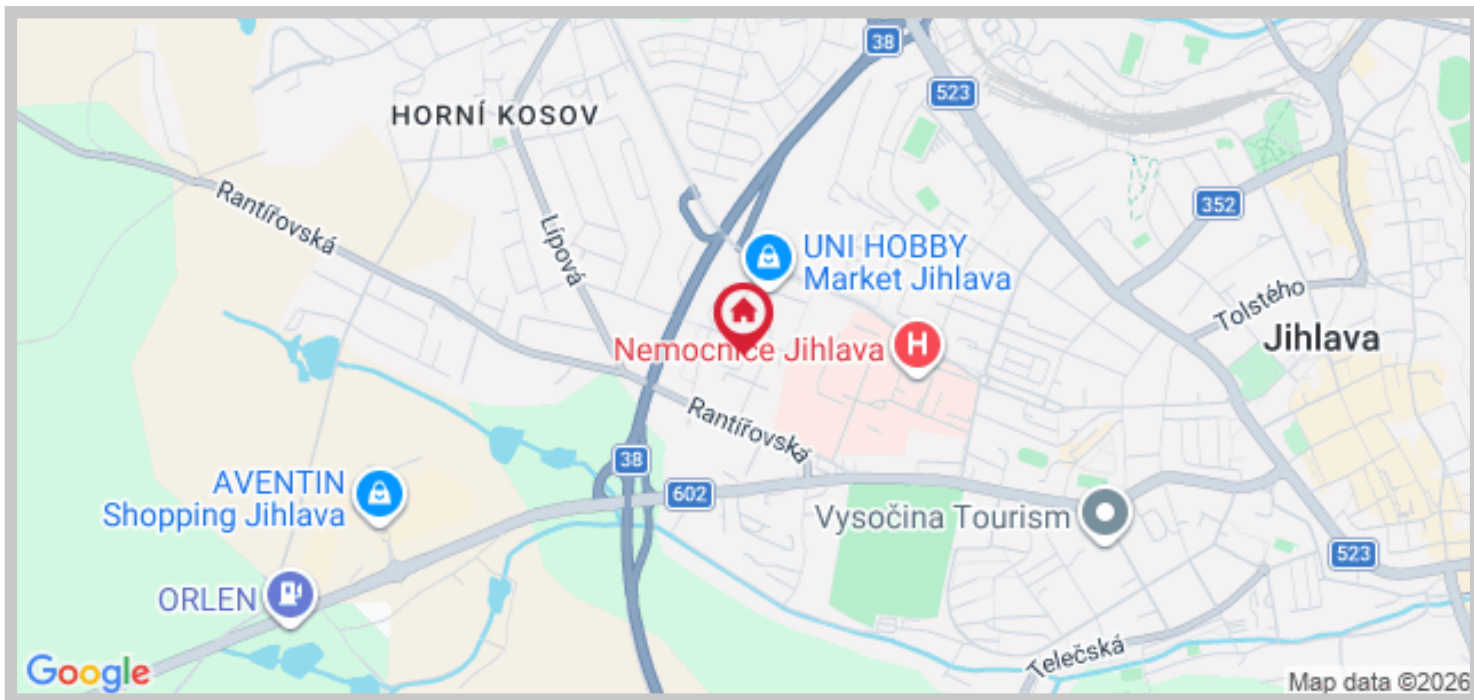 38
523
HORNÍ KOSOV
Rantířovská
352
Lípová
UNI HOBBY
Market Jihlava
Tolstého
Jihlava
Nemocnice Jihlava
H
Rantířovská
38
AVENTIN
Shopping Jihlava
602
Vysočina Tourism
523
ORLEN
Telečská
Google
Map data ©2026